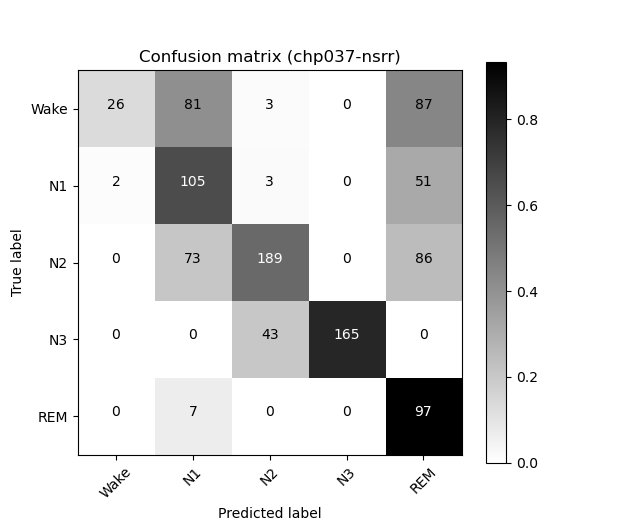 Confusion matrix (chp037-nsrr)
Wake 26 81 3 0 87
N1 2 105 3 0 51
N2 0 73 189 0 86
N3 0 0 43 165 0
REM 0 7 0 0 97
Wake N1 N2 N3 REM
True label
Predicted label
0.8
0.6
0.4
0.2
0.0